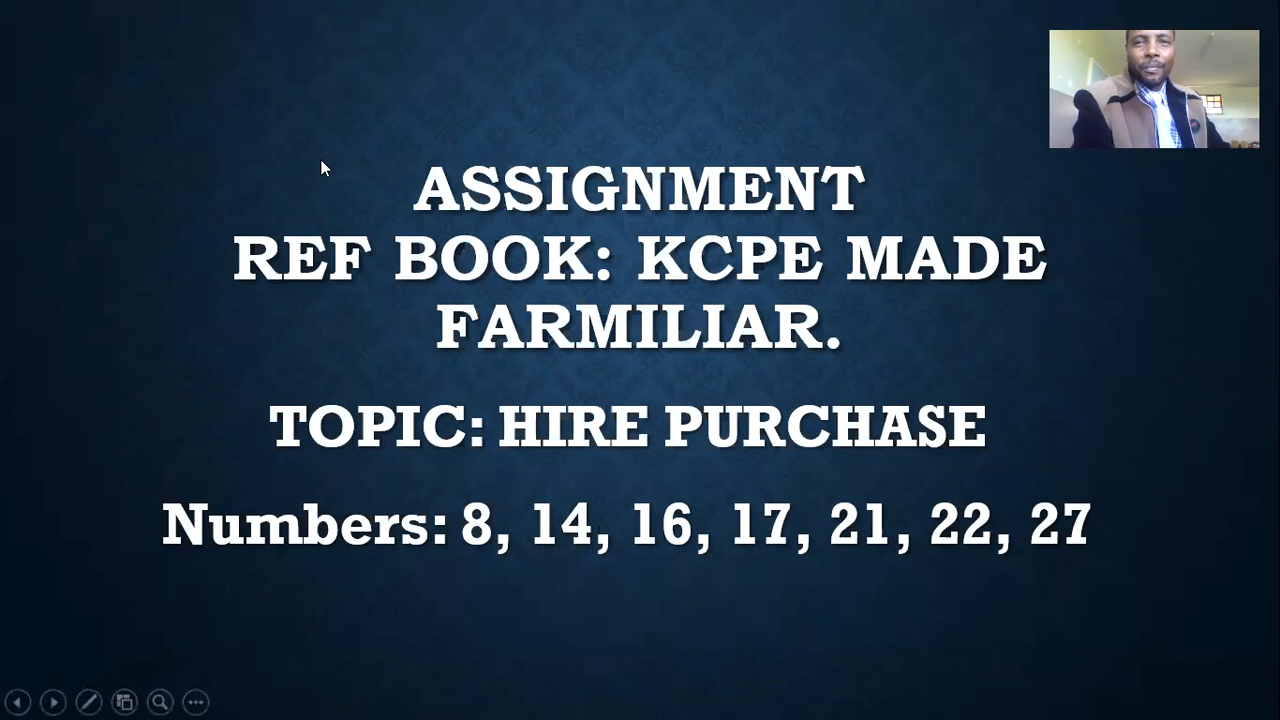 ASSIGNMENT
REF BOOK: KCPE MADE
FARMILIAR.
TOPIC: HIRE PURCHASE
Numbers: 8, 14, 16, 17, 21, 22, 27